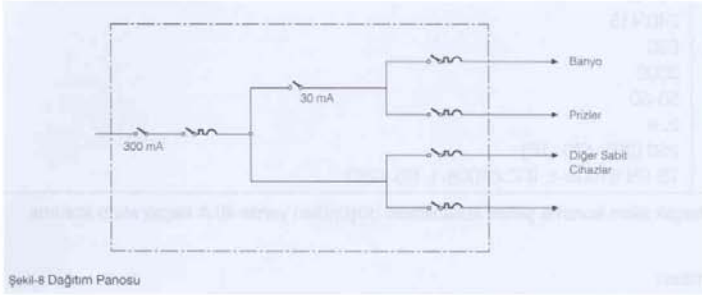 Banyo
30 mA
Prizler
300 mA
Diğer Sabit
Cihazlar
Şekil-8 Dağıtım Panosu